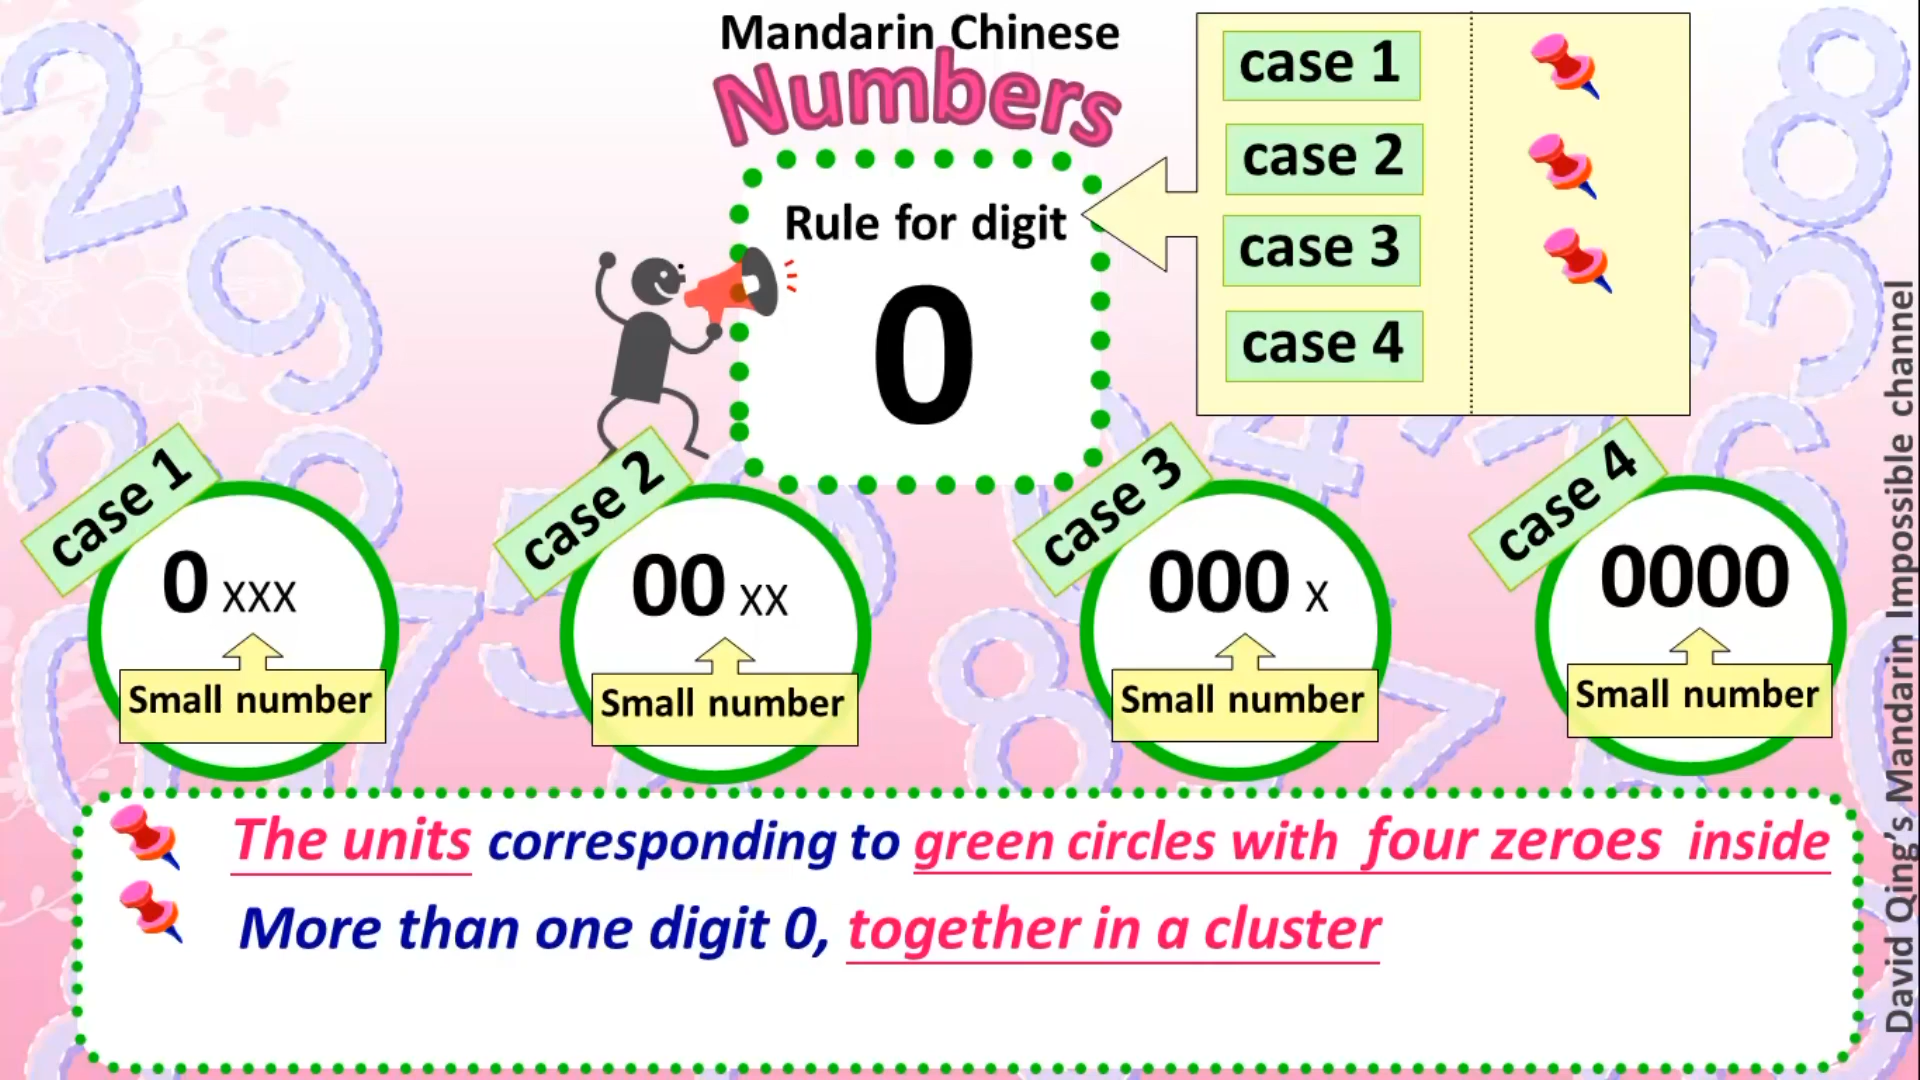 Mandarin Chinese
Numbers
Rule for digit
0
case 1
case 2
case 3
case 4
case 1
0 xxx
Small number
case 2
00 xx
Small number
case 3
000 x
Small number
case 4
0000
Small number
The units corresponding to green circles with four zeroes inside
More than one digit 0, together in a cluster
David Qing's Mandarin Impossible channel